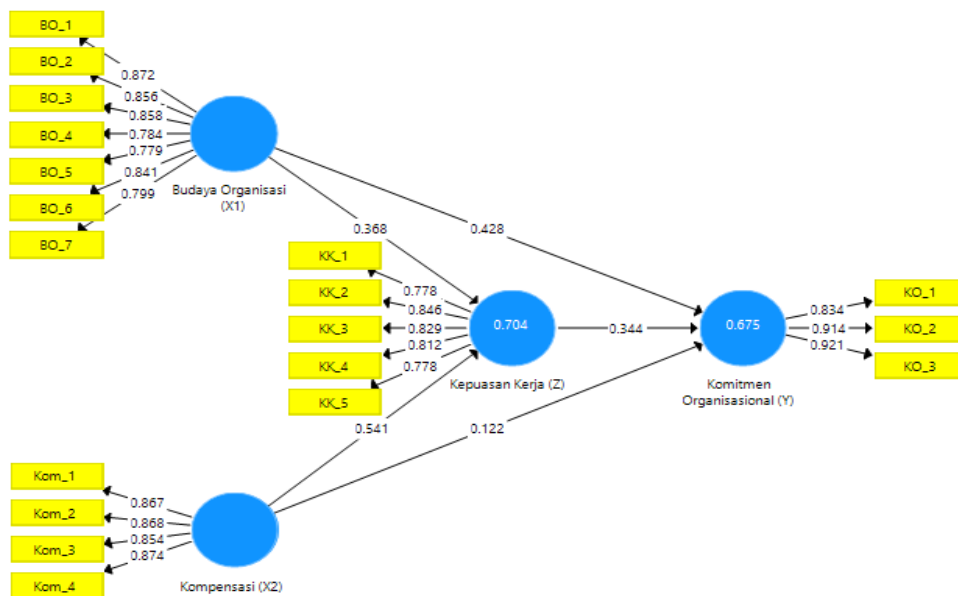 BO_1
BO_2
BO_3
BO_4
BO_5
BO_6
BO_7
0.872
0.856
0.858
0.784
0.779
0.841
0.799
Budaya Organisasi
(X1)
0.368
0.428
KK_1
KK_2
KK_3
KK_4
KK_5
0.778
0.846
0.829
0.812
0.778
0.704
Kepuasan Kerja (Z)
0.344
0.675
Komitmen
Organisasional (Y)
0.834
0.914
0.921
KO_1
KO_2
KO_3
0.541
0.122
Kom_1
Kom_2
Kom_3
Kom_4
0.867
0.868
0.854
0.874
Kompensasi (X2)